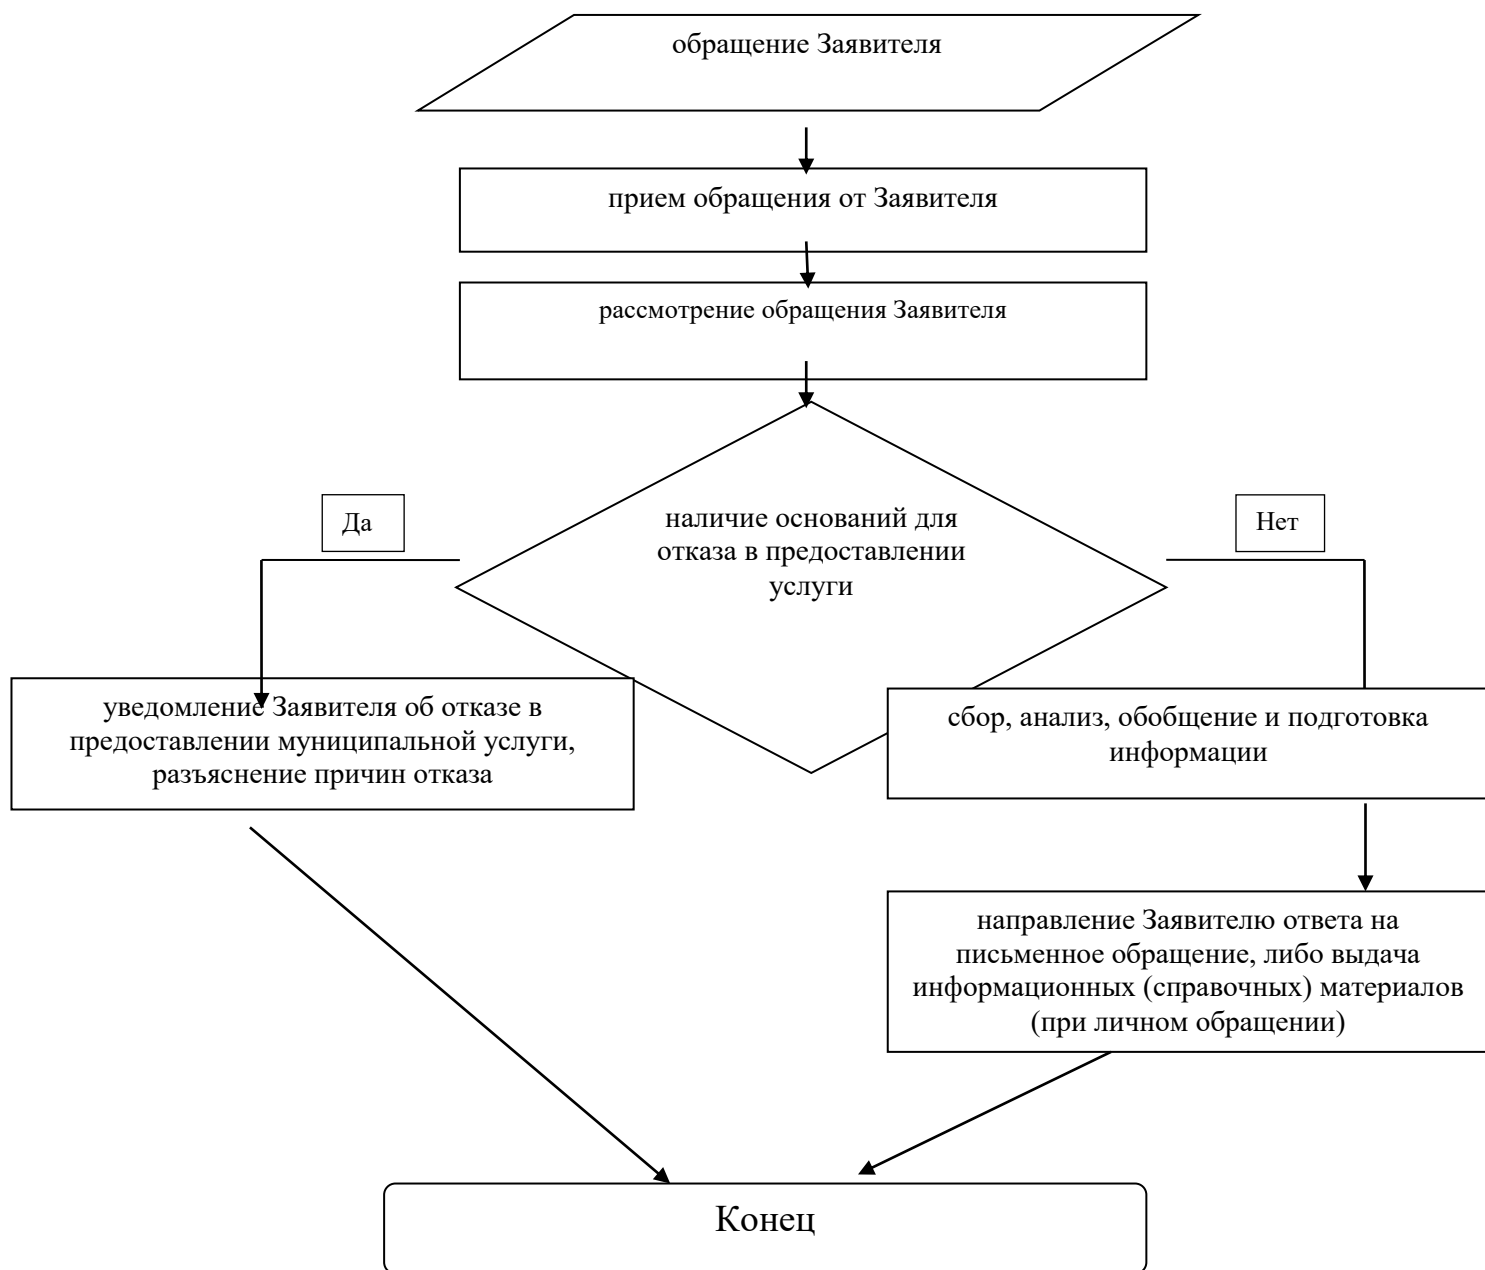 обращение Заявителя
прием обращения от Заявителя
рассмотрение обращения Заявителя
Да
наличие оснований для
отказа в предоставлении
услуги
Нет
уведомление Заявителя об отказе в
предоставлении муниципальной услуги,
разъяснение причин отказа
сбор, анализ, обобщение и подготовка
информации
направление Заявителю ответа на
письменное обращение, либо выдача
информационных (справочных) материалов
(при личном обращении)
Конец